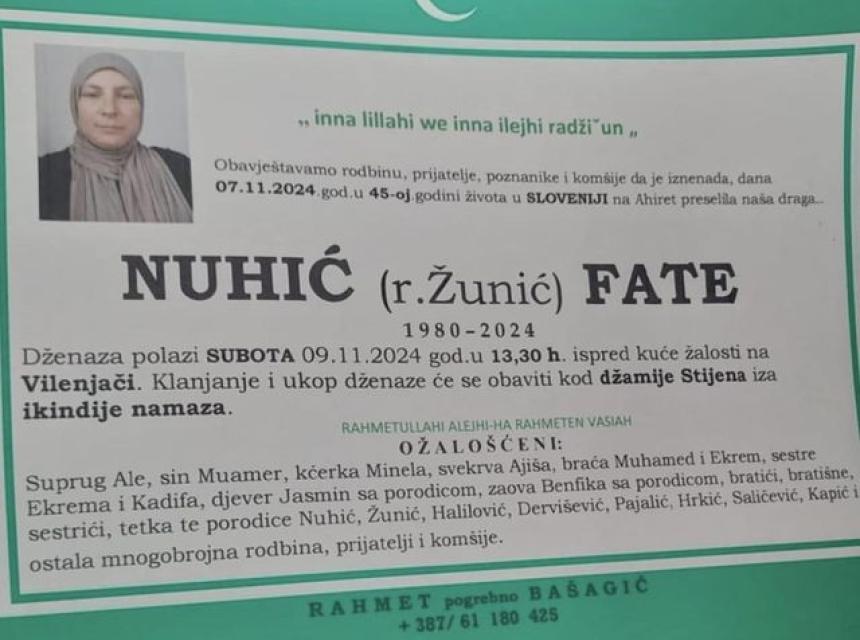 „ inna lillahi we inna ilejhi radžiˇun „
Obavještavamo rodbinu, prijatelje, poznanike i komšije da je iznenada, dana
07.11.2024.god.u 45-oj.godini života u SLOVENIJI na Ahiret preselila naša draga..
NUHIĆ (r.Žunić) FATE
1980-2024
Dženaza polazi SUBOTA 09.11.2024 god.u 13,30 h. ispred kuće žalosti na
Vilenjači. Klanjanje i ukop dženaze će se obaviti kod džamije Stijena iza
ikindije namaza.
RAHMETULLAHI ALEJHI-HA RAHMETEN VASIAH
OŽALOŠĆENI:
Suprug Ale, sin Muamer, kćerka Minela, svekrva Ajiša, braća Muhamed i Ekrem, sestre
Ekrema i Kadifa, djever Jasmin sa porodicom, zaova Benfika sa porodicom, bratići, bratišne,
sestrići, tetka te porodice Nuhić, Žunić, Halilović, Dervišević, Pajalić, Hrkić, Saličević, Kapić i
ostala mnogobrojna rodbina, prijatelji i komšije.
RAHMET pogrebno BAŠAGIĆ
+387/ 61 180 425